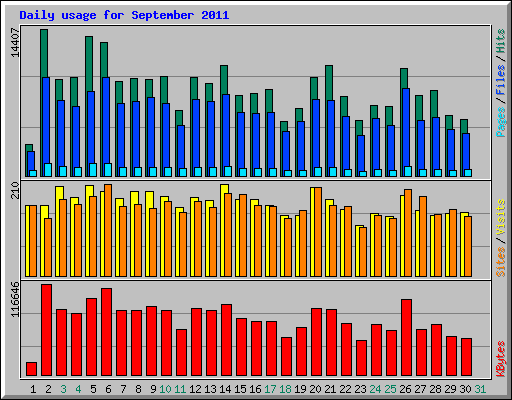 Daily usage for September 2011
14407
Pages / Files / Hits
210
Sites / Visits
116646
KBytes
1 2 3 4 5 6 7 8 9 10 11 12 13 14 15 16 17 18 19 20 21 22 23 24 25 26 27 28 29 30 31